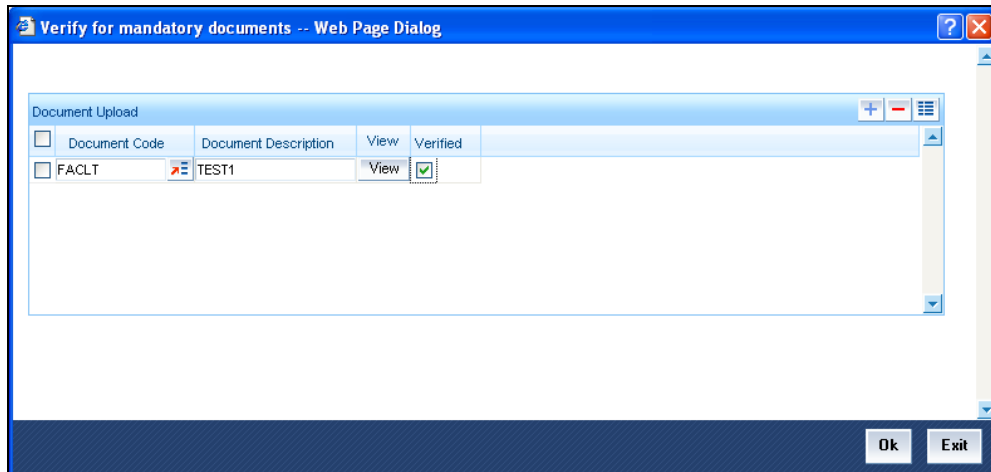 Verify for mandatory documents -- Web Page Dialog
Document Upload
Document Code Document Description View Verified
FACLT TEST1 View
Ok Exit